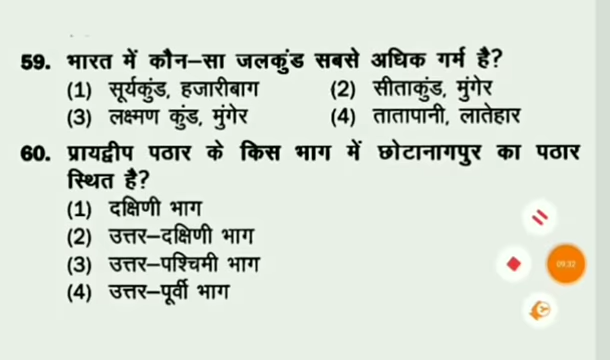 59. भारत में कौन–सा जलकुंड सबसे अधिक गर्म है?
(1) सूर्यकुंड, हजारीबाग (2) सीताकुंड, मुंगेर
(3) लक्ष्मण कुंड, मुंगेर (4) तातापानी, लातेहार
60. प्रायद्वीप पठार के किस भाग में छोटानागपुर का पठार
स्थित है?
(1) दक्षिणी भाग
(2) उत्तर–दक्षिणी भाग
(3) उत्तर–पश्चिमी भाग
(4) उत्तर–पूर्वी भाग
09:32